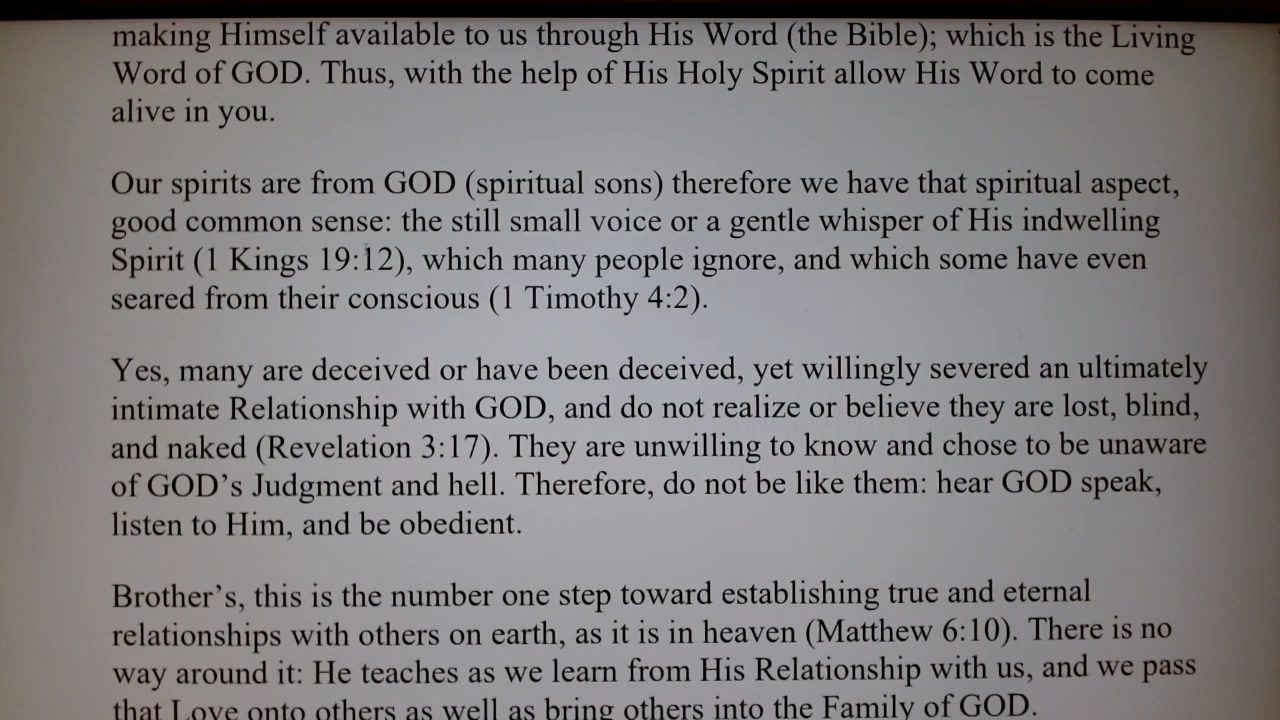 making Himself available to us through His Word (the Bible); which is the Living
Word of GOD. Thus, with the help of His Holy Spirit allow His Word to come
alive in you.
Our spirits are from GOD (spiritual sons) therefore we have that spiritual aspect,
good common sense: the still small voice or a gentle whisper of His indwelling
Spirit (1 Kings 19:12), which many people ignore, and which some have even
seared from their conscious (1 Timothy 4:2).
Yes, many are deceived or have been deceived, yet willingly severed an ultimately
intimate Relationship with GOD, and do not realize or believe they are lost, blind,
and naked (Revelation 3:17). They are unwilling to know and chose to be unaware
of GOD’s Judgment and hell. Therefore, do not be like them: hear GOD speak,
listen to Him, and be obedient.
Brother’s, this is the number one step toward establishing true and eternal
relationships with others on earth, as it is in heaven (Matthew 6:10). There is no
way around it: He teaches as we learn from His Relationship with us, and we pass
that Love onto others as well as bring others into the Family of GOD.